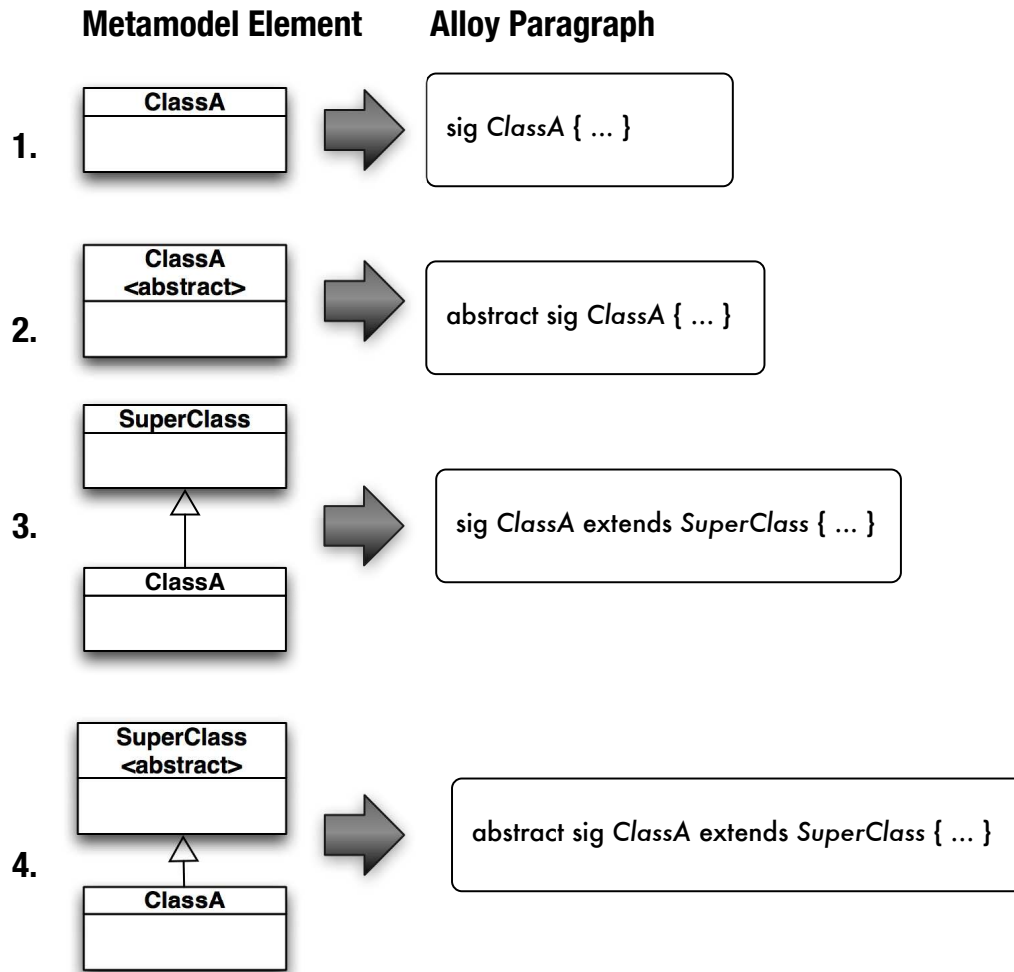 Metamodel Element Alloy Paragraph
1.
ClassA
sig ClassA { ... }
2.
ClassA
<abstract>
abstract sig ClassA { ... }
3.
SuperClass
ClassA
sig ClassA extends SuperClass { ... }
4.
SuperClass
<abstract>
ClassA
abstract sig ClassA extends SuperClass { ... }